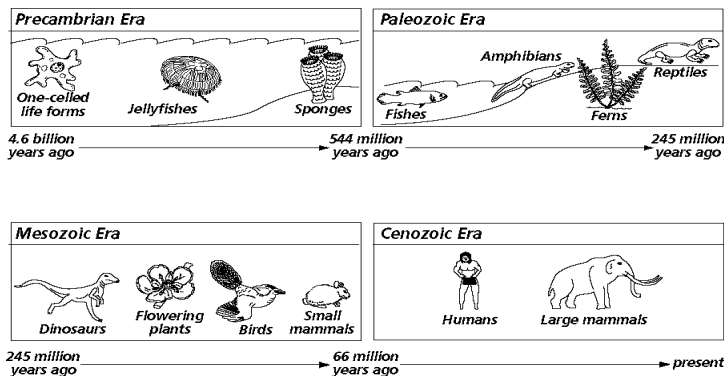 Precambrian Era
One-celled
life forms
Jellyfishes
Sponges
Paleozoic Era
Fishes
Amphibians
Ferns
Reptiles
4.6 billion
years ago
544 million
years ago
245 million
years ago
Mesozoic Era
Dinosaurs
Flowering
plants
Birds
Small
mammals
Cenozoic Era
Humans
Large mammals
245 million
years ago
66 million
years ago
present